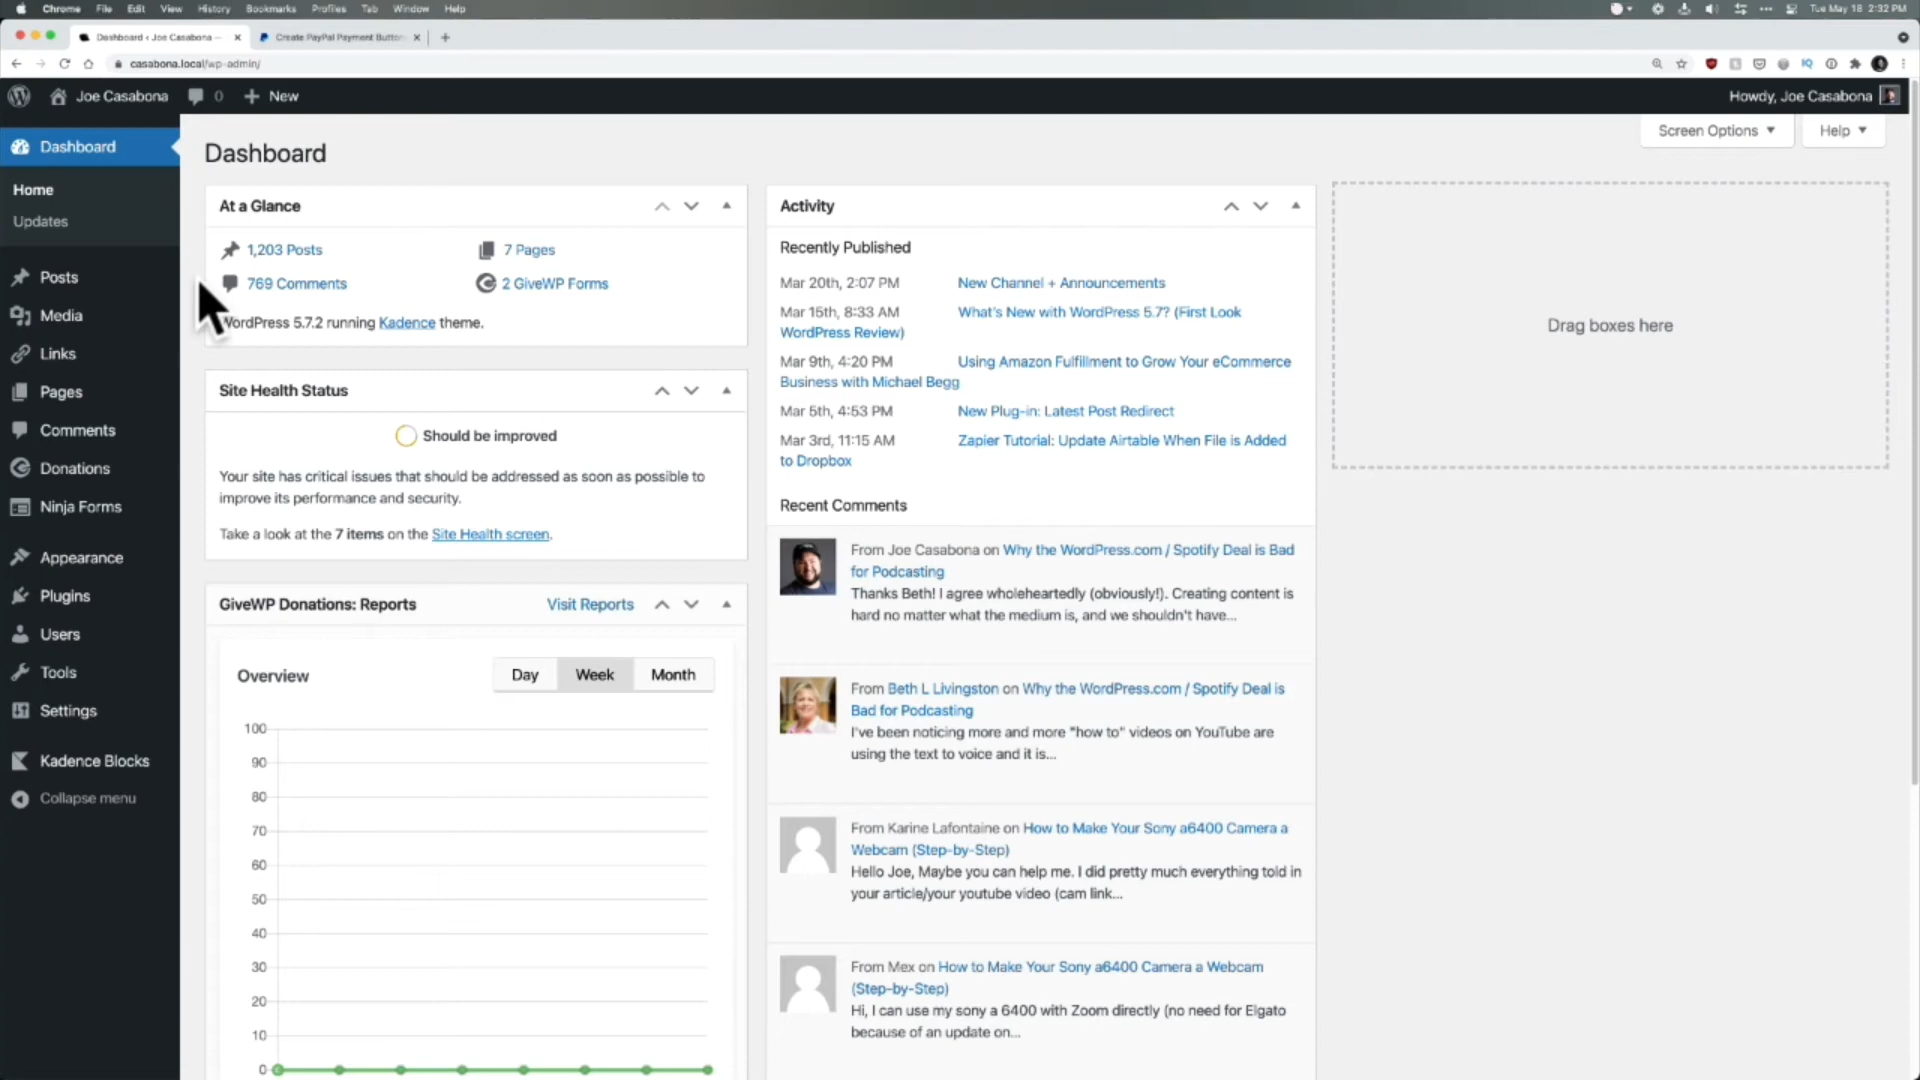 Chrome File Edit View History Bookmarks Profiles Tab Window Help
Tue May 18 2:32 PM
Dashboard ‹ Joe Casabona —
Create PayPal Payment Button
casabona.local/wp-admin/
Joe Casabona 0 New
Howdy, Joe Casabona
Screen Options
Help
Dashboard
Home
Updates
Posts
Media
Links
Pages
Comments
Donations
Ninja Forms
Appearance
Plugins
Users
Tools
Settings
Kadence Blocks
Collapse menu
Dashboard
At a Glance
1,203 Posts
7 Pages
769 Comments
2 GiveWP Forms
WordPress 5.7.2 running Kadence theme.
Site Health Status
Should be improved
Your site has critical issues that should be addressed as soon as possible to
improve its performance and security.
Take a look at the 7 items on the Site Health screen.
GiveWP Donations: Reports
Visit Reports
Overview
Day Week Month
100
90
80
70
60
50
40
30
20
10
0
Activity
Recently Published
Mar 20th, 2:07 PM New Channel + Announcements
Mar 15th, 8:33 AM What's New with WordPress 5.7? (First Look
WordPress Review)
Mar 9th, 4:20 PM Using Amazon Fulfillment to Grow Your eCommerce
Business with Michael Begg
Mar 5th, 4:53 PM New Plug-in: Latest Post Redirect
Mar 3rd, 11:15 AM Zapier Tutorial: Update Airtable When File is Added
to Dropbox
Recent Comments
From Joe Casabona on Why the WordPress.com / Spotify Deal is Bad
for Podcasting
Thanks Beth! I agree wholeheartedly (obviously!). Creating content is
hard no matter what the medium is, and we shouldn't have...
From Beth L Livingston on Why the WordPress.com / Spotify Deal is
Bad for Podcasting
I've been noticing more and more "how to" videos on YouTube are
using the text to voice and it is...
From Karine Lafontaine on How to Make Your Sony a6400 Camera a
Webcam (Step-by-Step)
Hello Joe, Maybe you can help me. I did pretty much everything told in
your article/your youtube video (cam link...
From Mex on How to Make Your Sony a6400 Camera a Webcam
(Step-by-Step)
Hi, I can use my sony a 6400 with Zoom directly (no need for Elgato
because of an update on...
Drag boxes here